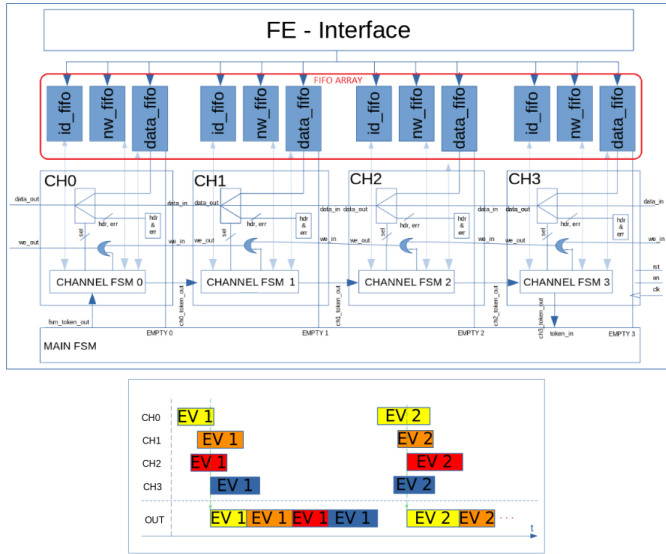 FE - Interface
FIFO ARRAY
id_fifo nw_fifo data_fifo id_fifo nw_fifo data_fifo id_fifo nw_fifo data_fifo id_fifo nw_fifo data_fifo
CH0 CH1 CH2 CH3
data_out data_in data_out data_in data_out data_in data_out data_in
hdr, err hdr & err hdr, err hdr & err hdr, err hdr & err hdr, err hdr & err
sel sel sel sel
we_out we_in we_out we_in we_out we_in we_out we_in
CHANNEL FSM 0 CHANNEL FSM 1 CHANNEL FSM 2 CHANNEL FSM 3
rst
en
clk
ch0_token_out ch1_token_out ch2_token_out ch3_token_out
fsm_token_out EMPTY 0 EMPTY 1 EMPTY 2 token_in EMPTY 3
MAIN FSM
CH0 EV 1 EV 2
CH1 EV 1 EV 2
CH2 EV 1 EV 2
CH3 EV 1 EV 2
OUT EV 1 EV 1 EV 1 EV 1 EV 2 EV 2 ...
t